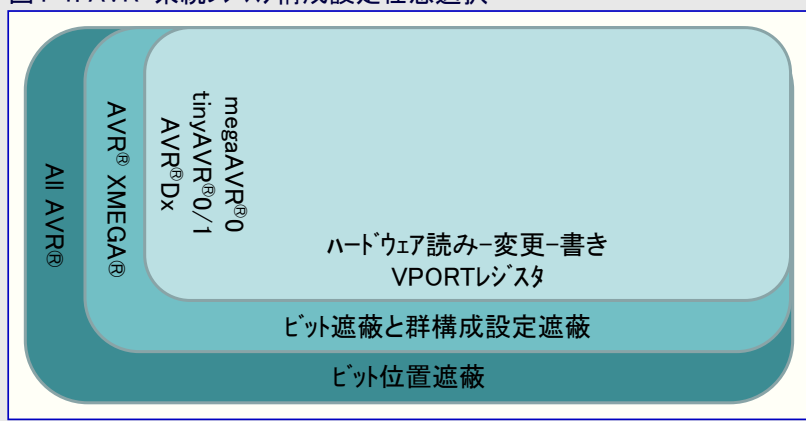 All AVR®
AVR® XMEGA®
megaAVR®0
tinyAVR®0/1
AVR®Dx
ﾊｰﾄﾞｳｪｱ読み-変更-書き
VPORTﾚｼﾞｽﾀ
ﾋﾞｯﾄ遮蔽と群構成設定遮蔽
ﾋﾞｯﾄ位置遮蔽